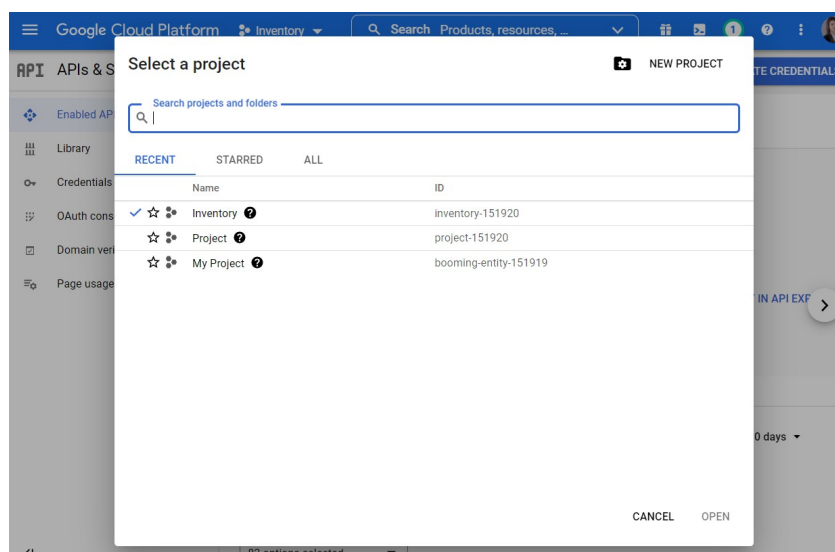 Google Cloud Platform Inventory Search Products, resources, ... 1
API APIs & S
Select a project NEW PROJECT
TE CREDENTIAL
Search projects and folders
Enabled AP
Library
RECENT STARRED ALL
Credentials
Name ID
OAuth cons
Inventory inventory-151920
Project project-151920
Domain veri
My Project booming-entity-151919
Page usage
IN API EXP
0 days
CANCEL OPEN